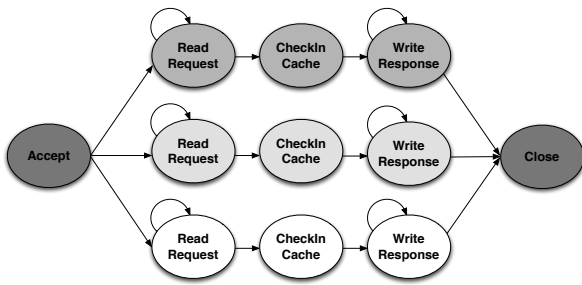 Read
Request
CheckIn
Cache
Write
Response
Accept
Read
Request
CheckIn
Cache
Write
Response
Close
Read
Request
CheckIn
Cache
Write
Response